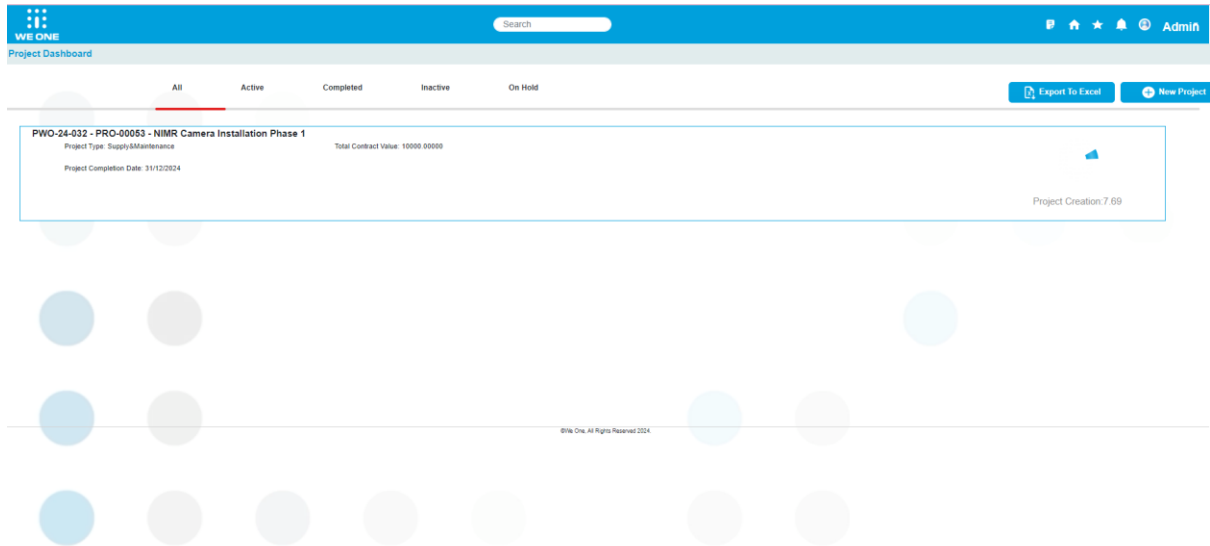 WE ONE
Search
Admin
Project Dashboard
All
Active
Completed
Inactive
On Hold
Export To Excel
New Project
PWO-24-032 - PRO-00053 - NIMR Camera Installation Phase 1
Project Type: Supply&Maintenance
Total Contract Value: 10000.00000
Project Completion Date: 31/12/2024
Project Creation:7.69
©We One. All Rights Reserved 2024.